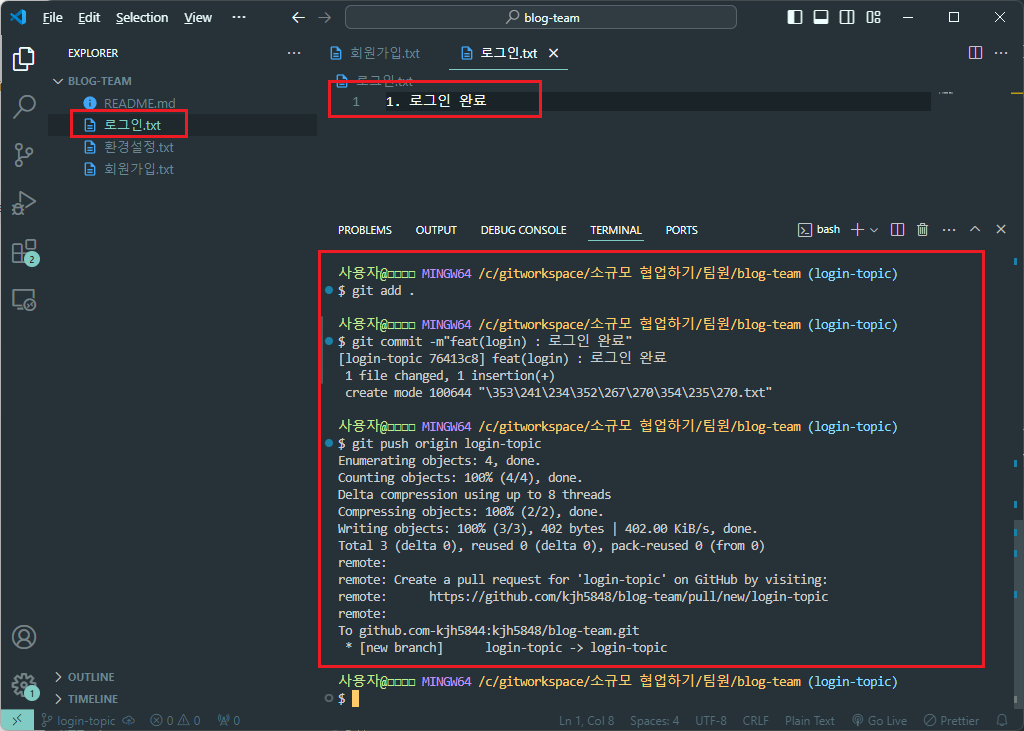 File Edit Selection View ··· blog-team
EXPLORER ···
BLOG-TEAM
README.md
로그인.txt
환경설정.txt
회원가입.txt
회원가입.txt 로그인.txt
로그인.txt
1 1. 로그인 완료
PROBLEMS OUTPUT DEBUG CONSOLE TERMINAL PORTS bash
사용자@□□□□ MINGW64 /c/gitworkspace/소규모 협업하기/팀원/blog-team (login-topic)
$ git add .
사용자@□□□□ MINGW64 /c/gitworkspace/소규모 협업하기/팀원/blog-team (login-topic)
$ git commit -m"feat(login) : 로그인 완료"
[login-topic 76413c8] feat(login) : 로그인 완료
1 file changed, 1 insertion(+)
create mode 100644 "\353\241\234\352\267\270\354\235\270.txt"
사용자@□□□□ MINGW64 /c/gitworkspace/소규모 협업하기/팀원/blog-team (login-topic)
$ git push origin login-topic
Enumerating objects: 4, done.
Counting objects: 100% (4/4), done.
Delta compression using up to 8 threads
Compressing objects: 100% (2/2), done.
Writing objects: 100% (3/3), 402 bytes | 402.00 KiB/s, done.
Total 3 (delta 0), reused 0 (delta 0), pack-reused 0 (from 0)
remote:
remote: Create a pull request for 'login-topic' on GitHub by visiting:
remote:      https://github.com/kjh5848/blog-team/pull/new/login-topic
remote:
To github.com-kjh5844:kjh5848/blog-team.git
* [new branch]      login-topic -> login-topic
사용자@□□□□ MINGW64 /c/gitworkspace/소규모 협업하기/팀원/blog-team (login-topic)
$
2
1
OUTLINE
TIMELINE
login-topic 0 0 0 Ln 1, Col 8 Spaces: 4 UTF-8 CRLF Plain Text Go Live Prettier